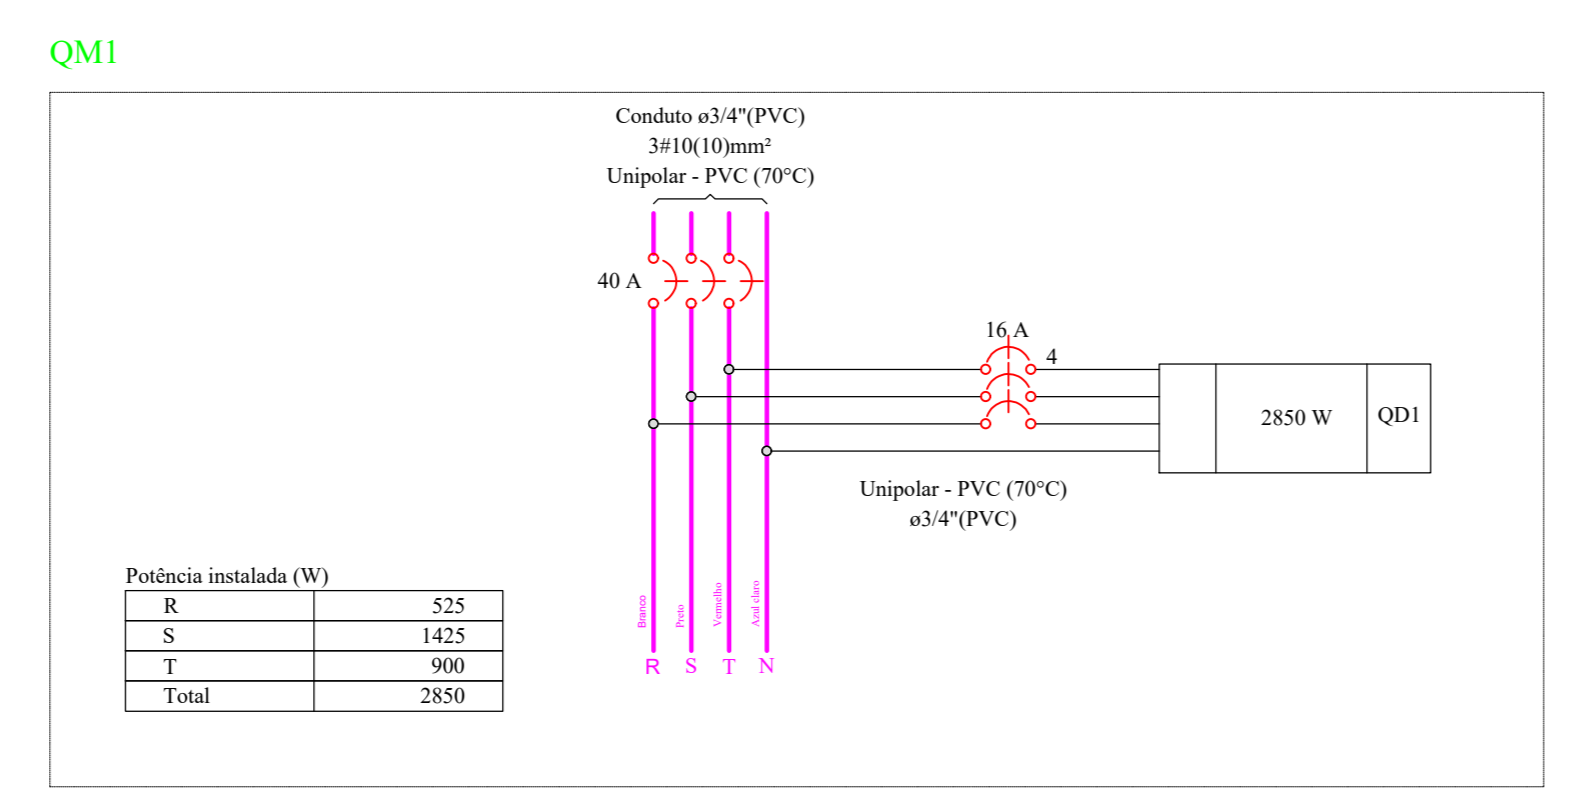 QM1
Conduto ø3/4"(PVC)
3#10(10)mm²
Unipolar - PVC (70°C)
40 A
16 A
4
2850 W
QD1
Unipolar - PVC (70°C)
ø3/4"(PVC)
Potência instalada (W)
R 525
S 1425
T 900
Total 2850
Branco
Preto
Vermelho
Azul claro
R S T N